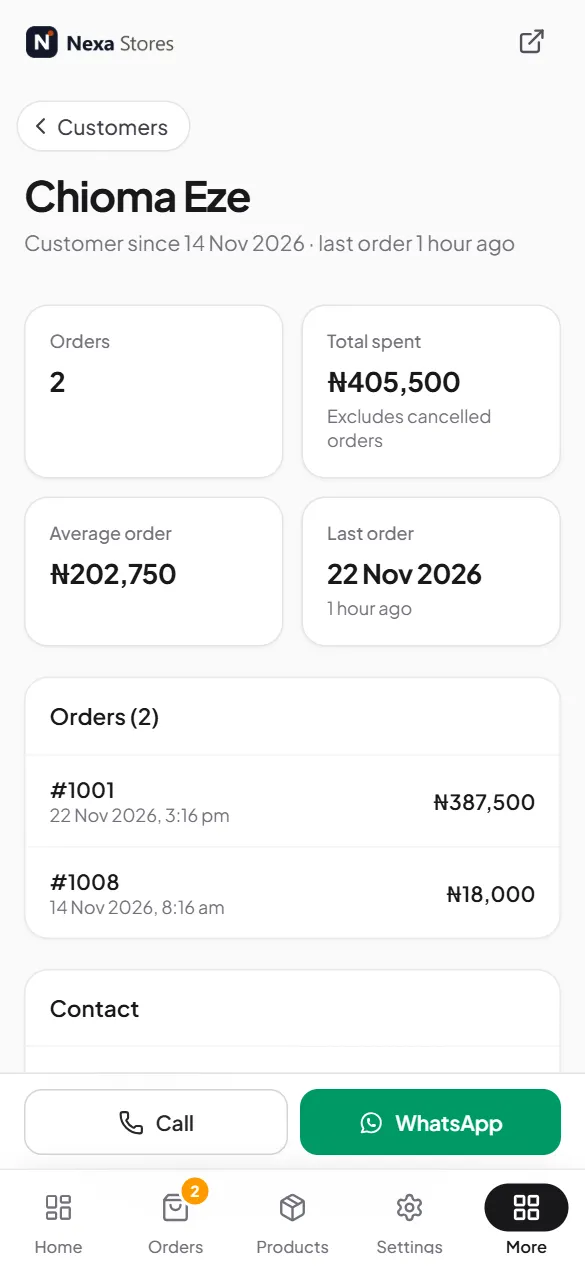 N Nexa Stores
Customers
Chioma Eze
Customer since 14 Nov 2026 · last order 1 hour ago
Orders
2
Total spent
₦405,500
Excludes cancelled
orders
Average order
₦202,750
Last order
22 Nov 2026
1 hour ago
Orders (2)
#1001
22 Nov 2026, 3:16 pm
₦387,500
#1008
14 Nov 2026, 8:16 am
₦18,000
Contact
Call
WhatsApp
2
Home
Orders
Products
Settings
More